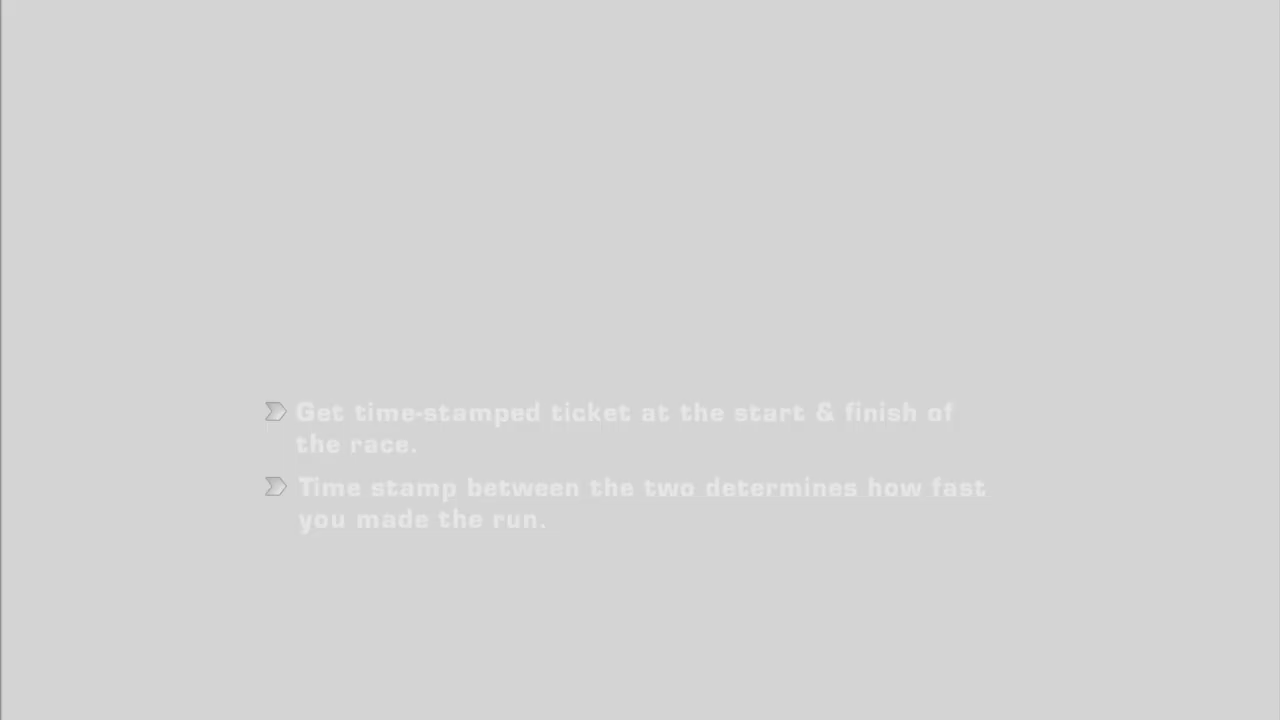 Get time-stamped ticket at the start & finish of
the race.
Time stamp between the two determines how fast
you made the run.